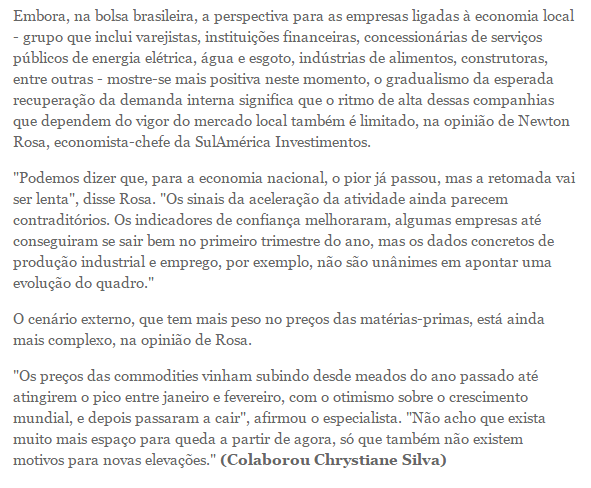 Embora, na bolsa brasileira, a perspectiva para as empresas ligadas à economia local
- grupo que inclui varejistas, instituições financeiras, concessionárias de serviços
públicos de energia elétrica, água e esgoto, indústrias de alimentos, construtoras,
entre outras - mostre-se mais positiva neste momento, o gradualismo da esperada
recuperação da demanda interna significa que o ritmo de alta dessas companhias
que dependem do vigor do mercado local também é limitado, na opinião de Newton
Rosa, economista-chefe da SulAmérica Investimentos.
"Podemos dizer que, para a economia nacional, o pior já passou, mas a retomada vai
ser lenta", disse Rosa. "Os sinais da aceleração da atividade ainda parecem
contraditórios. Os indicadores de confiança melhoraram, algumas empresas até
conseguiram se sair bem no primeiro trimestre do ano, mas os dados concretos de
produção industrial e emprego, por exemplo, não são unânimes em apontar uma
evolução do quadro."
O cenário externo, que tem mais peso no preços das matérias-primas, está ainda
mais complexo, na opinião de Rosa.
"Os preços das commodities vinham subindo desde meados do ano passado até
atingirem o pico entre janeiro e fevereiro, com o otimismo sobre o crescimento
mundial, e depois passaram a cair", afirmou o especialista. "Não acho que exista
muito mais espaço para queda a partir de agora, só que também não existem
motivos para novas elevações." (Colaborou Chrystiane Silva)